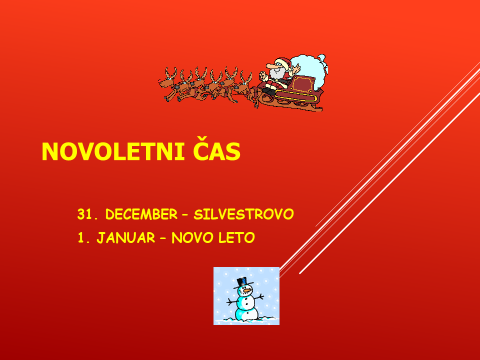 NOVOLETNI ČAS
31. DECEMBER – SILVESTROVO
1. JANUAR – NOVO LETO